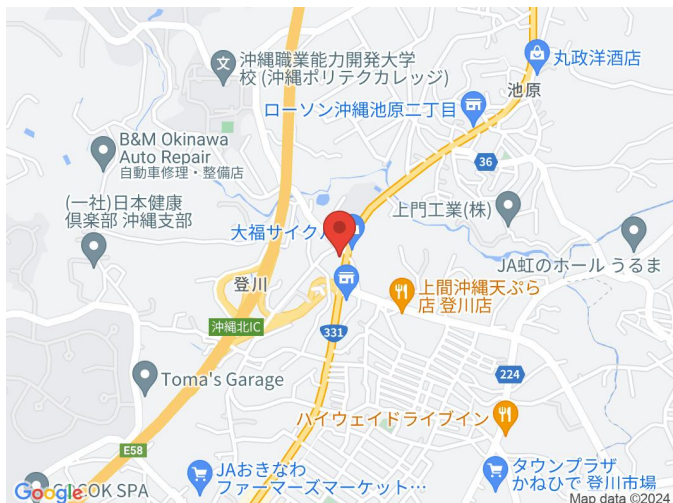 沖縄職業能力開発大学
校 (沖縄ポリテクカレッジ)
丸政洋酒店
池原
ローソン沖縄池原二丁目
B&M Okinawa
Auto Repair
自動車修理・整備店
36
(一社)日本健康
倶楽部 沖縄支部
上門工業(株)
大福サイクル
JA虹のホール うるま
登川
上間沖縄天ぷら
店 登川店
沖縄北IC
331
224
Toma's Garage
ハイウェイドライブイン
E58
JAおきなわ
ファーマーズマーケット…
タウンプラザ
かねひで 登川市場
SPA
Google
Map data ©2024